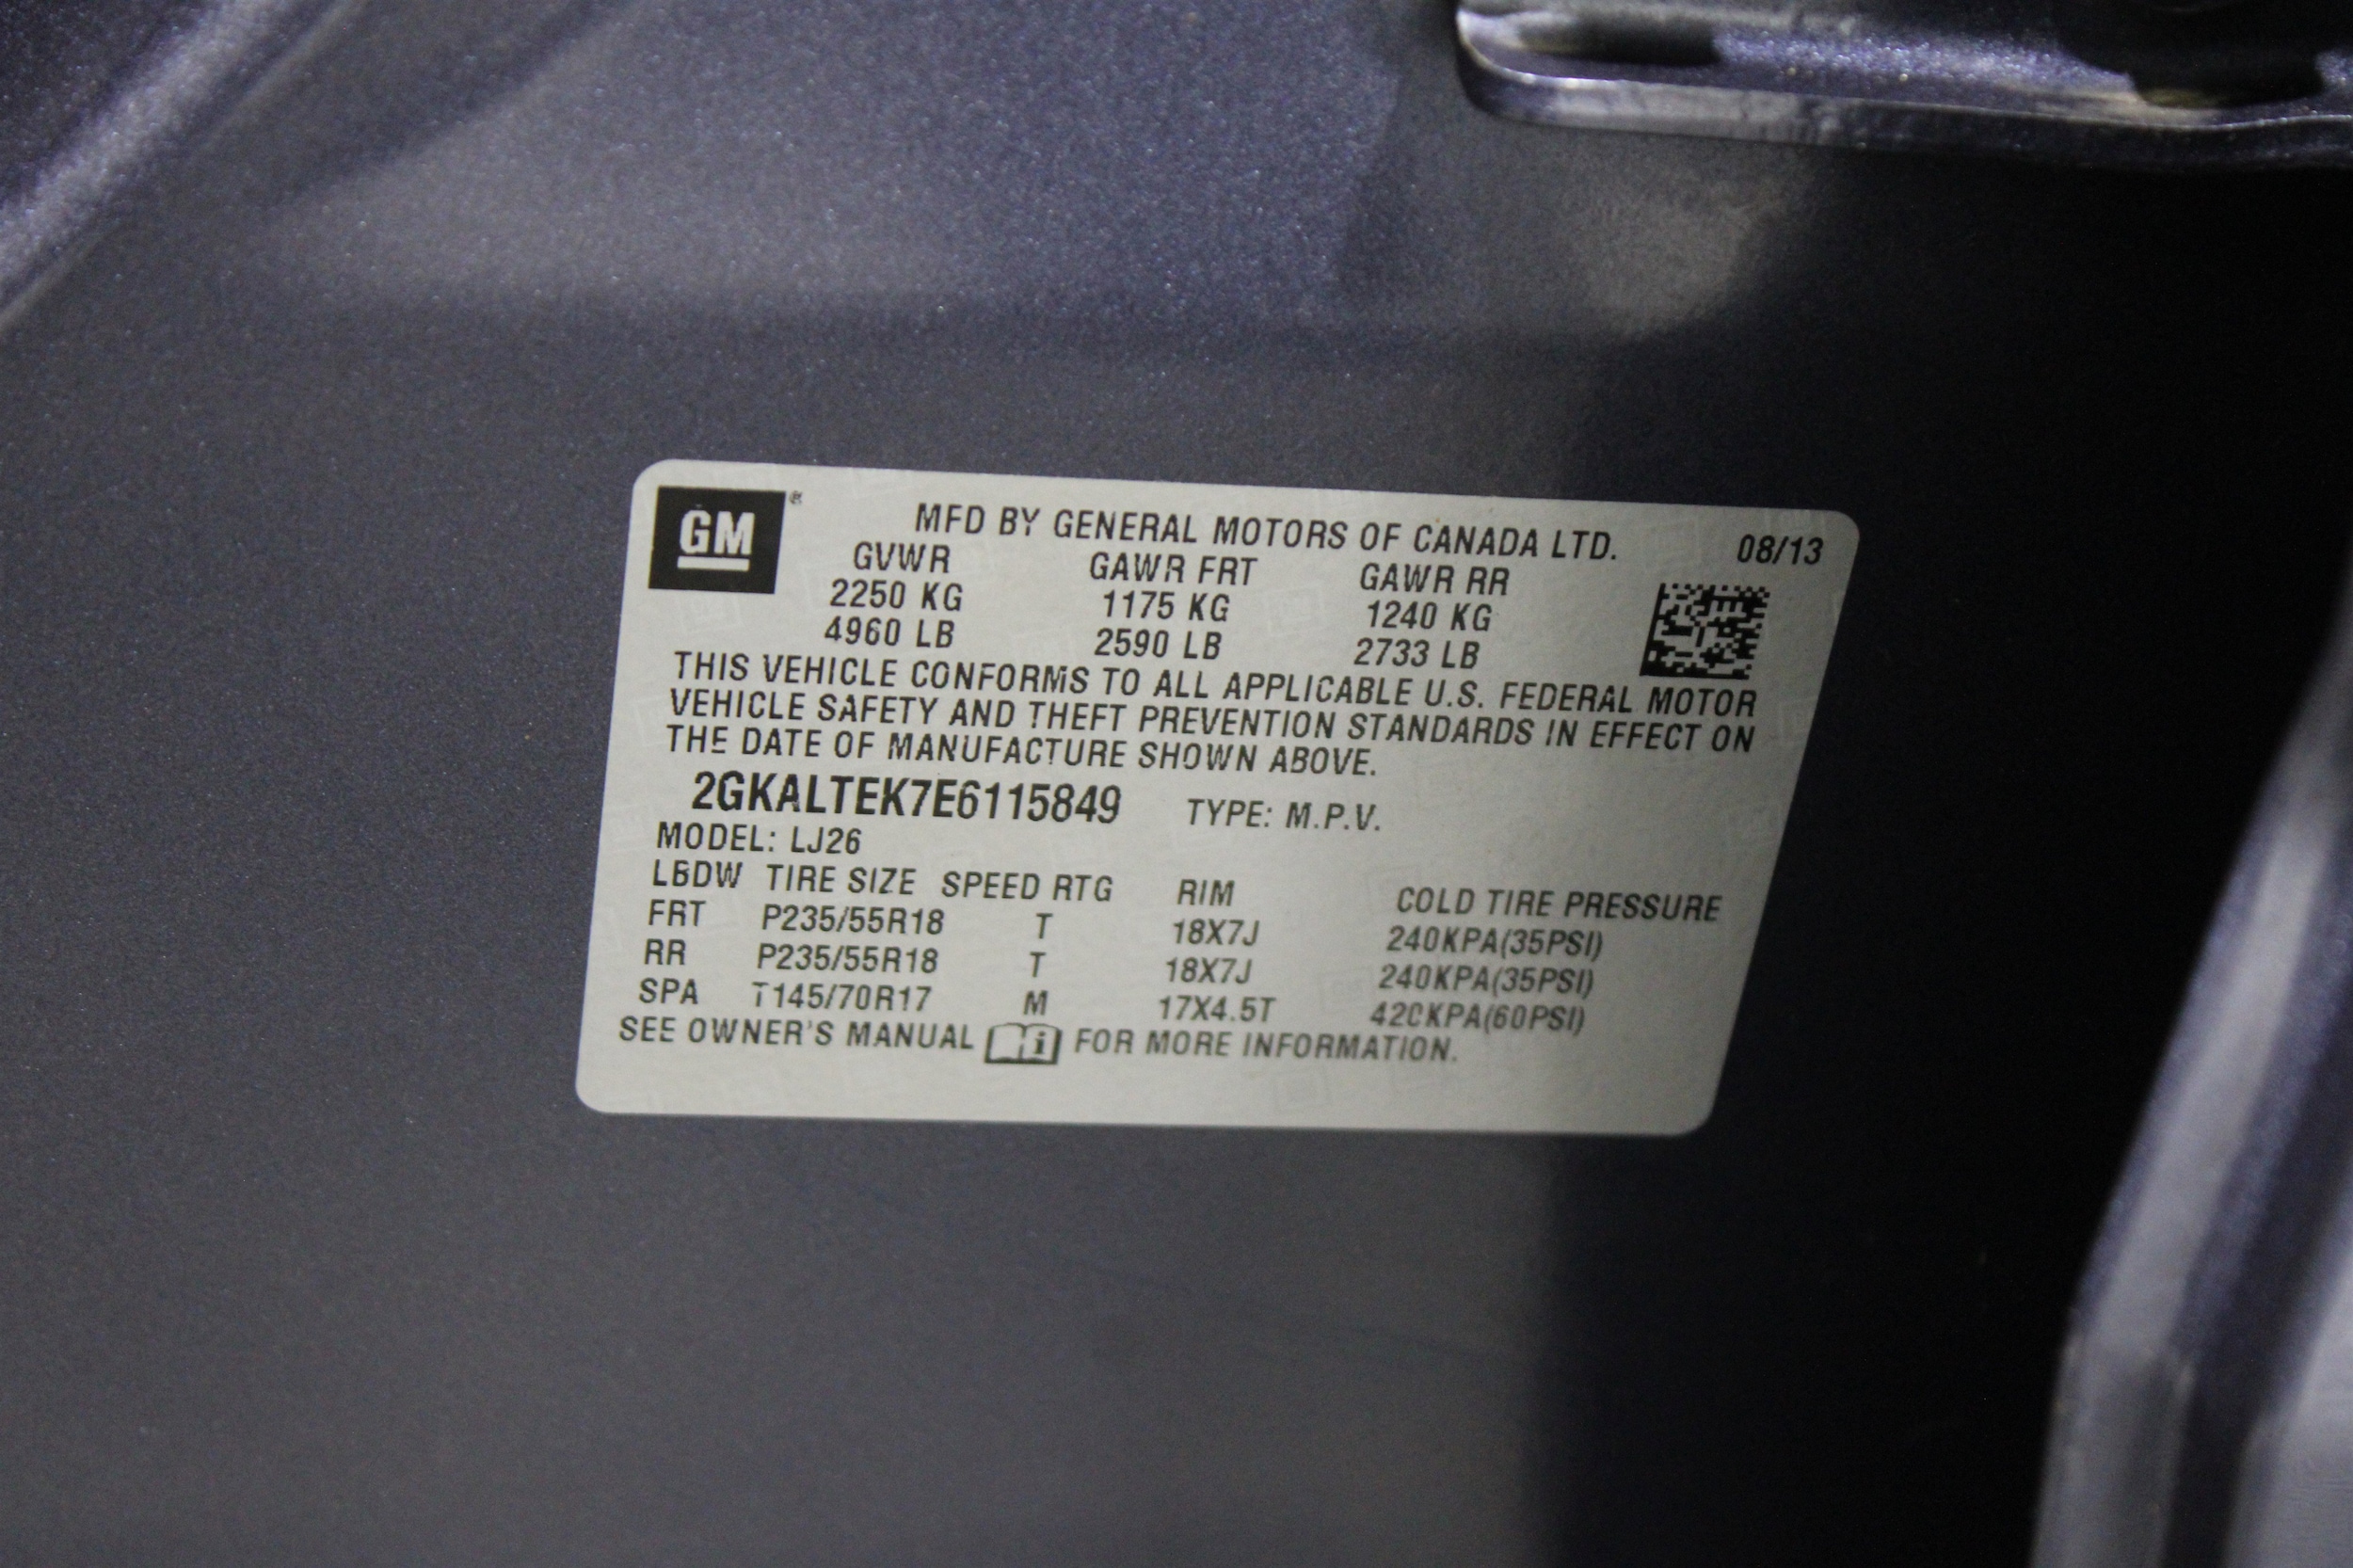 GM ®
MFD BY GENERAL MOTORS OF CANADA LTD. 08/13
GVWR GAWR FRT GAWR RR
2250 KG 1175 KG 1240 KG
4960 LB 2590 LB 2733 LB
THIS VEHICLE CONFORMS TO ALL APPLICABLE U.S. FEDERAL MOTOR
VEHICLE SAFETY AND THEFT PREVENTION STANDARDS IN EFFECT ON
THE DATE OF MANUFACTURE SHOWN ABOVE.
2GKALTEK7E6115849 TYPE: M.P.V.
MODEL: LJ26
LBDW TIRE SIZE SPEED RTG RIM COLD TIRE PRESSURE
FRT P235/55R18 T 18X7J 240KPA(35PSI)
RR P235/55R18 T 18X7J 240KPA(35PSI)
SPA T145/70R17 M 17X4.5T 420KPA(60PSI)
SEE OWNER'S MANUAL i FOR MORE INFORMATION.